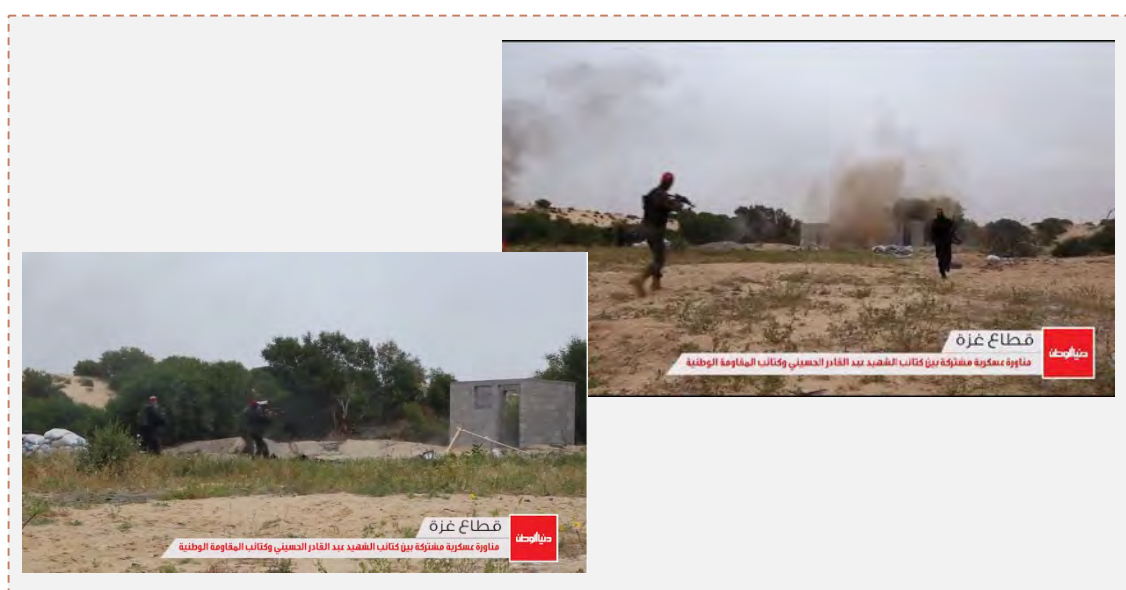 قطاع غزة
دنيا الوطن
مناورة عسكرية مشتركة بين كتائب الشهيد عبد القادر الحسيني وكتائب المقاومة الوطنية
قطاع غزة
دنيا الوطن
مناورة عسكرية مشتركة بين كتائب الشهيد عبد القادر الحسيني وكتائب المقاومة الوطنية